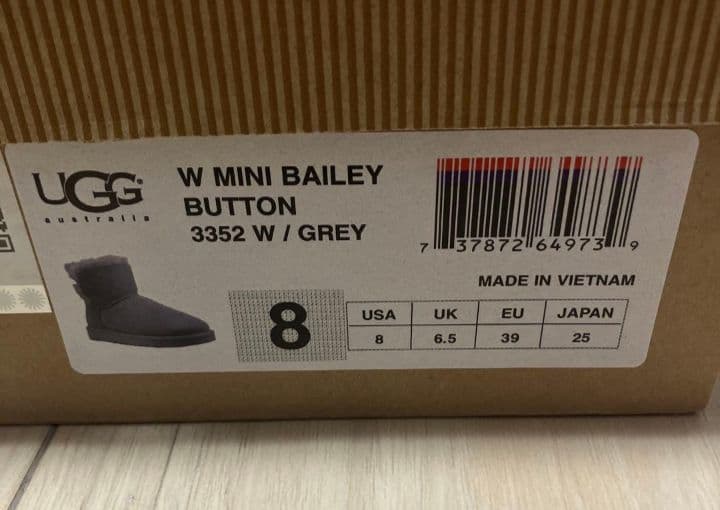 UGG
australia
W MINI BAILEY
BUTTON
3352 W / GREY
7 37872 64973 9
MADE IN VIETNAM
8
USA UK EU JAPAN
8 6.5 39 25